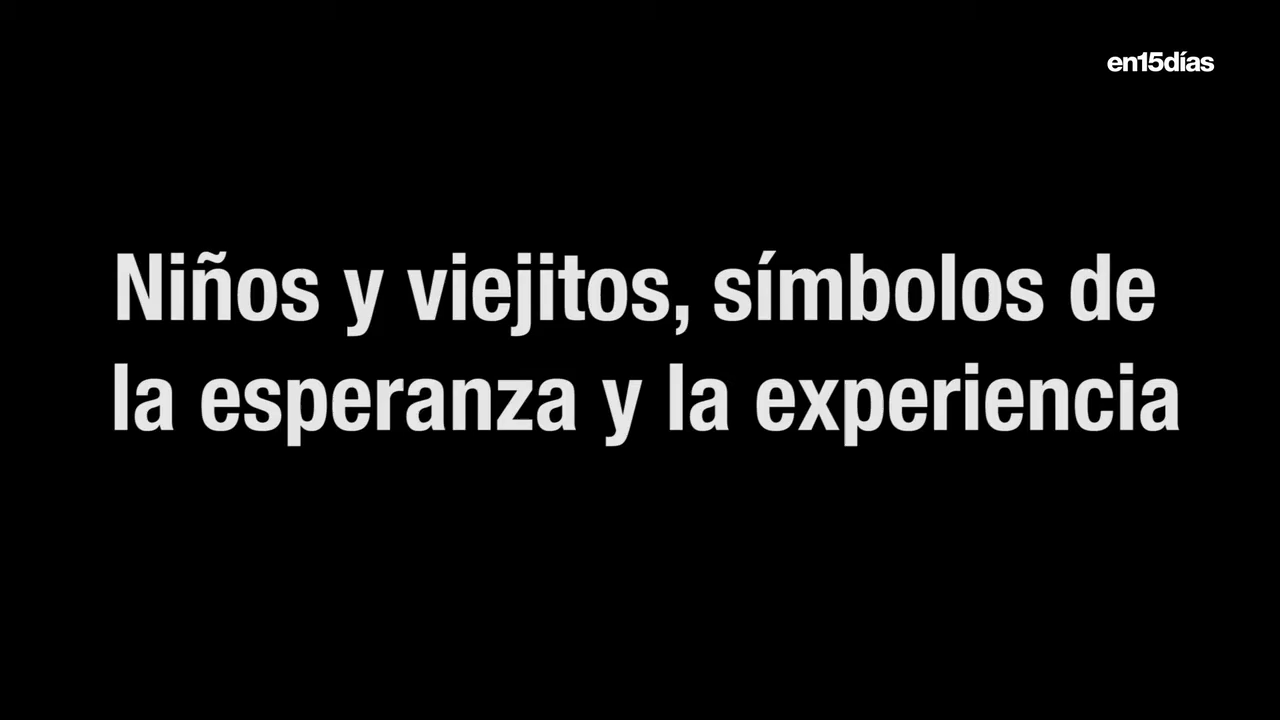 en15días
Niños y viejitos, símbolos de
la esperanza y la experiencia